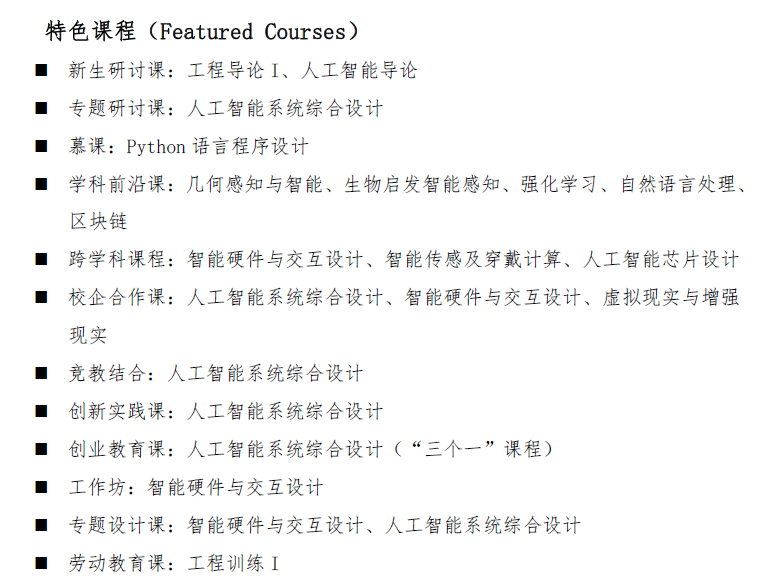 特色课程（Featured Courses）
■ 新生研讨课：工程导论 I、人工智能导论
■ 专题研讨课：人工智能系统综合设计
■ 慕课：Python 语言程序设计
■ 学科前沿课：几何感知与智能、生物启发智能感知、强化学习、自然语言处理、
区块链
■ 跨学科课程：智能硬件与交互设计、智能传感及穿戴计算、人工智能芯片设计
■ 校企合作课：人工智能系统综合设计、智能硬件与交互设计、虚拟现实与增强
现实
■ 竞教结合：人工智能系统综合设计
■ 创新实践课：人工智能系统综合设计
■ 创业教育课：人工智能系统综合设计（“三个一”课程）
■ 工作坊：智能硬件与交互设计
■ 专题设计课：智能硬件与交互设计、人工智能系统综合设计
■ 劳动教育课：工程训练 I